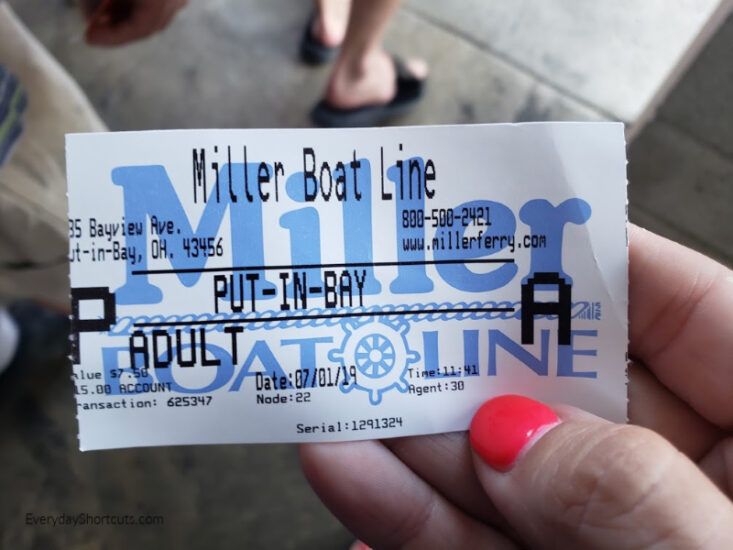 Miller Boat Line
85 Bayview Ave. 800-500-2421
ut-in-Bay, OH. 43456 www.millerferry.com
Miller
PUT-IN-BAY
P A
ADULT
BOAT LINE
alue $7.50 Date:07/01/19 Time:11:41
15.00 ACCOUNT Node:22 Agent:30
ransaction: 625347
Serial:1291324
EverydayShortcuts.com